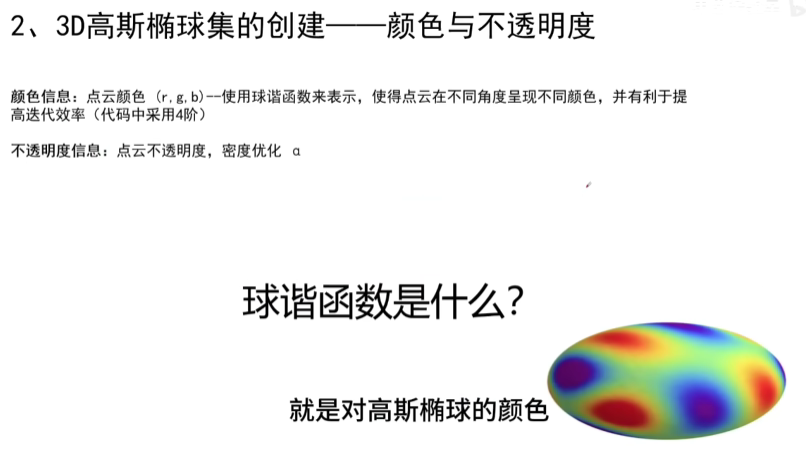 2、3D高斯椭球集的创建——颜色与不透明度
颜色信息：点云颜色 (r,g,b)--使用球谐函数来表示，使得点云在不同角度呈现不同颜色，并有利于提
高迭代效率（代码中采用4阶）
不透明度信息：点云不透明度，密度优化 α
球谐函数是什么？
就是对高斯椭球的颜色